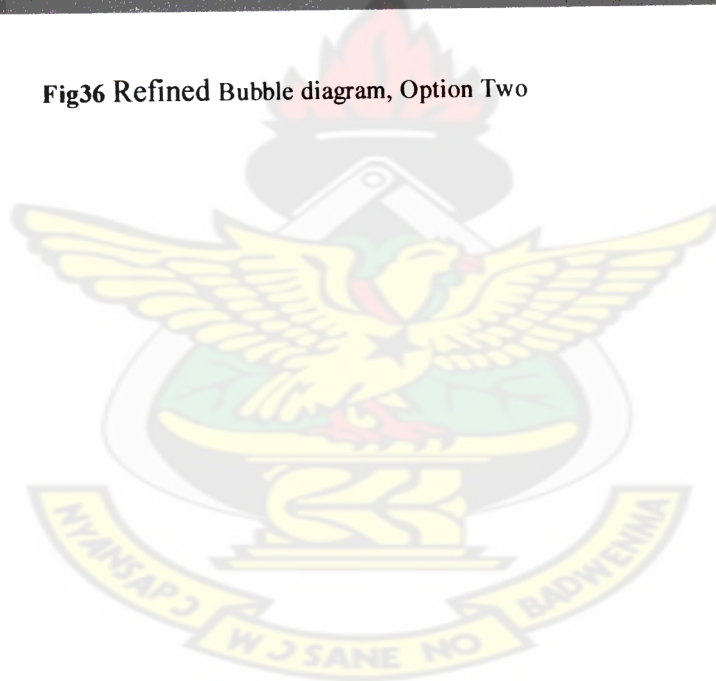 Fig36 Refined Bubble diagram, Option Two
NYANSAPƆ
WƆSANE NO
BADWENMA